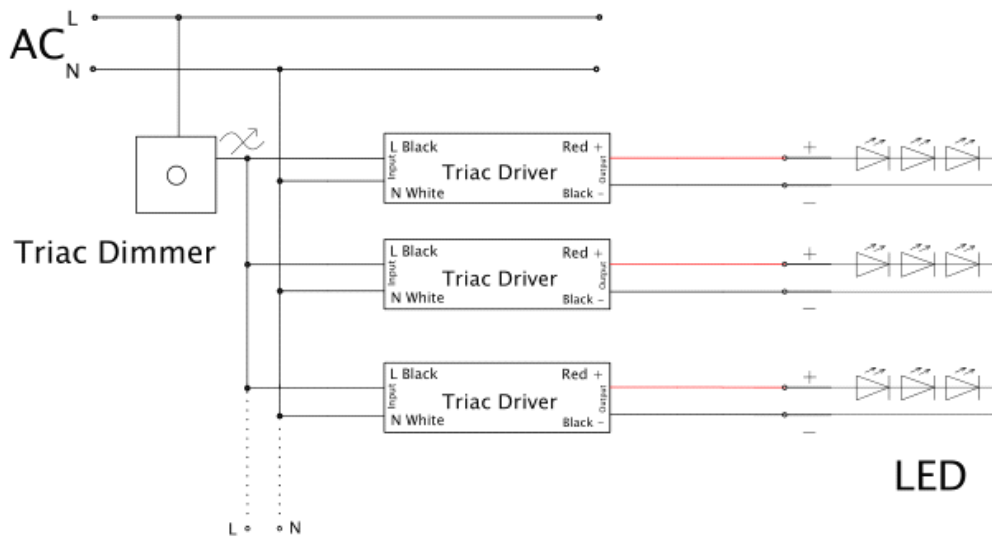 L
AC
N
L Black
Red +
Input
Triac Driver
Output
N White
Black -
Triac Dimmer
L Black
Red +
Input
Triac Driver
Output
N White
Black -
L Black
Red +
Input
Triac Driver
Output
N White
Black -
+
−
+
−
+
−
LED
L
N